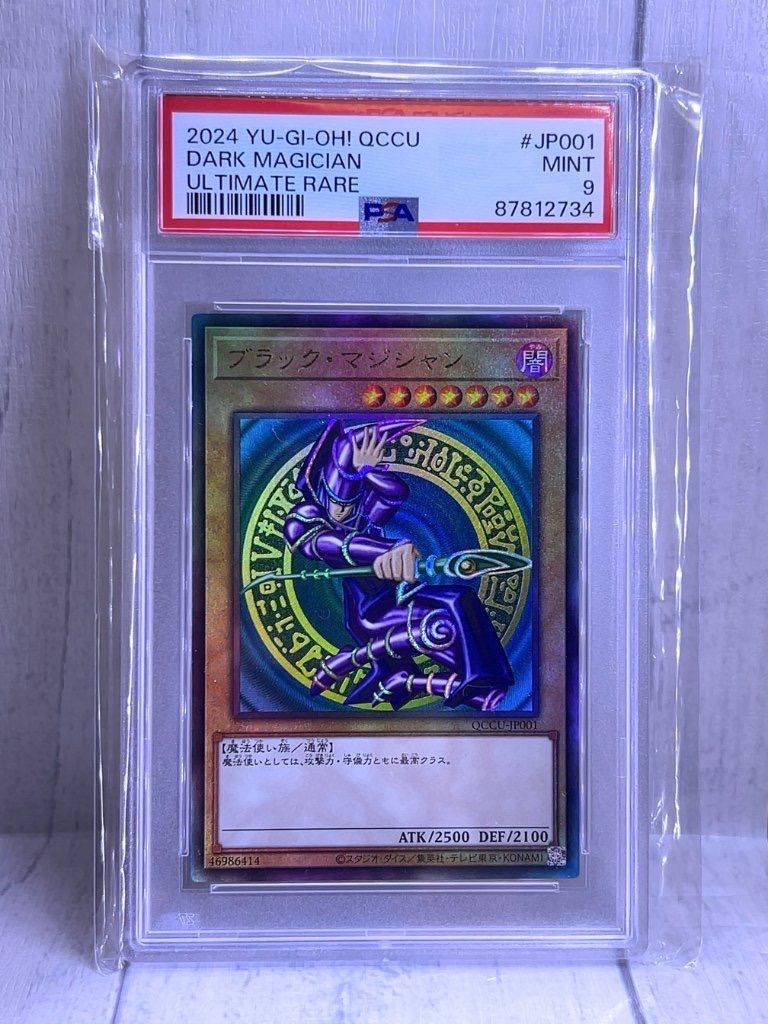 2024 YU-GI-OH! QCCU #JP001
DARK MAGICIAN MINT
ULTIMATE RARE 9
PSA 87812734
ブラック・マジシャン
闇
QCCU-JP001
【魔法使い族／通常】
魔法使いとしては、攻撃力・守備力ともに最高クラス。
ATK/2500 DEF/2100
46986414 ©スタジオ・ダイス/集英社・テレビ東京・KONAMI